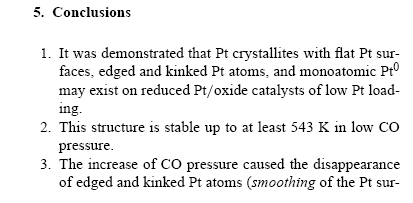 5. Conclusions
1. It was demonstrated that Pt crystallites with flat Pt sur-
faces, edged and kinked Pt atoms, and monoatomic Pt⁰
may exist on reduced Pt/oxide catalysts of low Pt load-
ing.
2. This structure is stable up to at least 543 K in low CO
pressure.
3. The increase of CO pressure caused the disappearance
of edged and kinked Pt atoms (smoothing of the Pt sur-